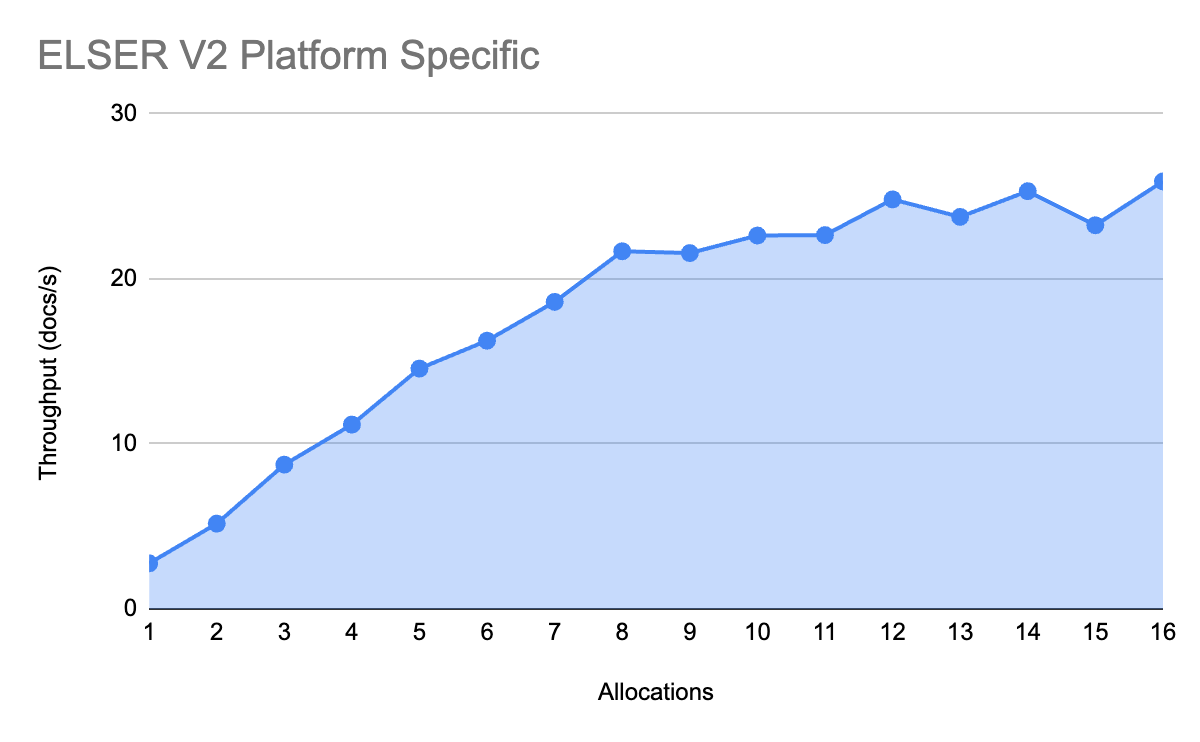 ELSER V2 Platform Specific
30
20
10
0
Throughput (docs/s)
1 2 3 4 5 6 7 8 9 10 11 12 13 14 15 16
Allocations